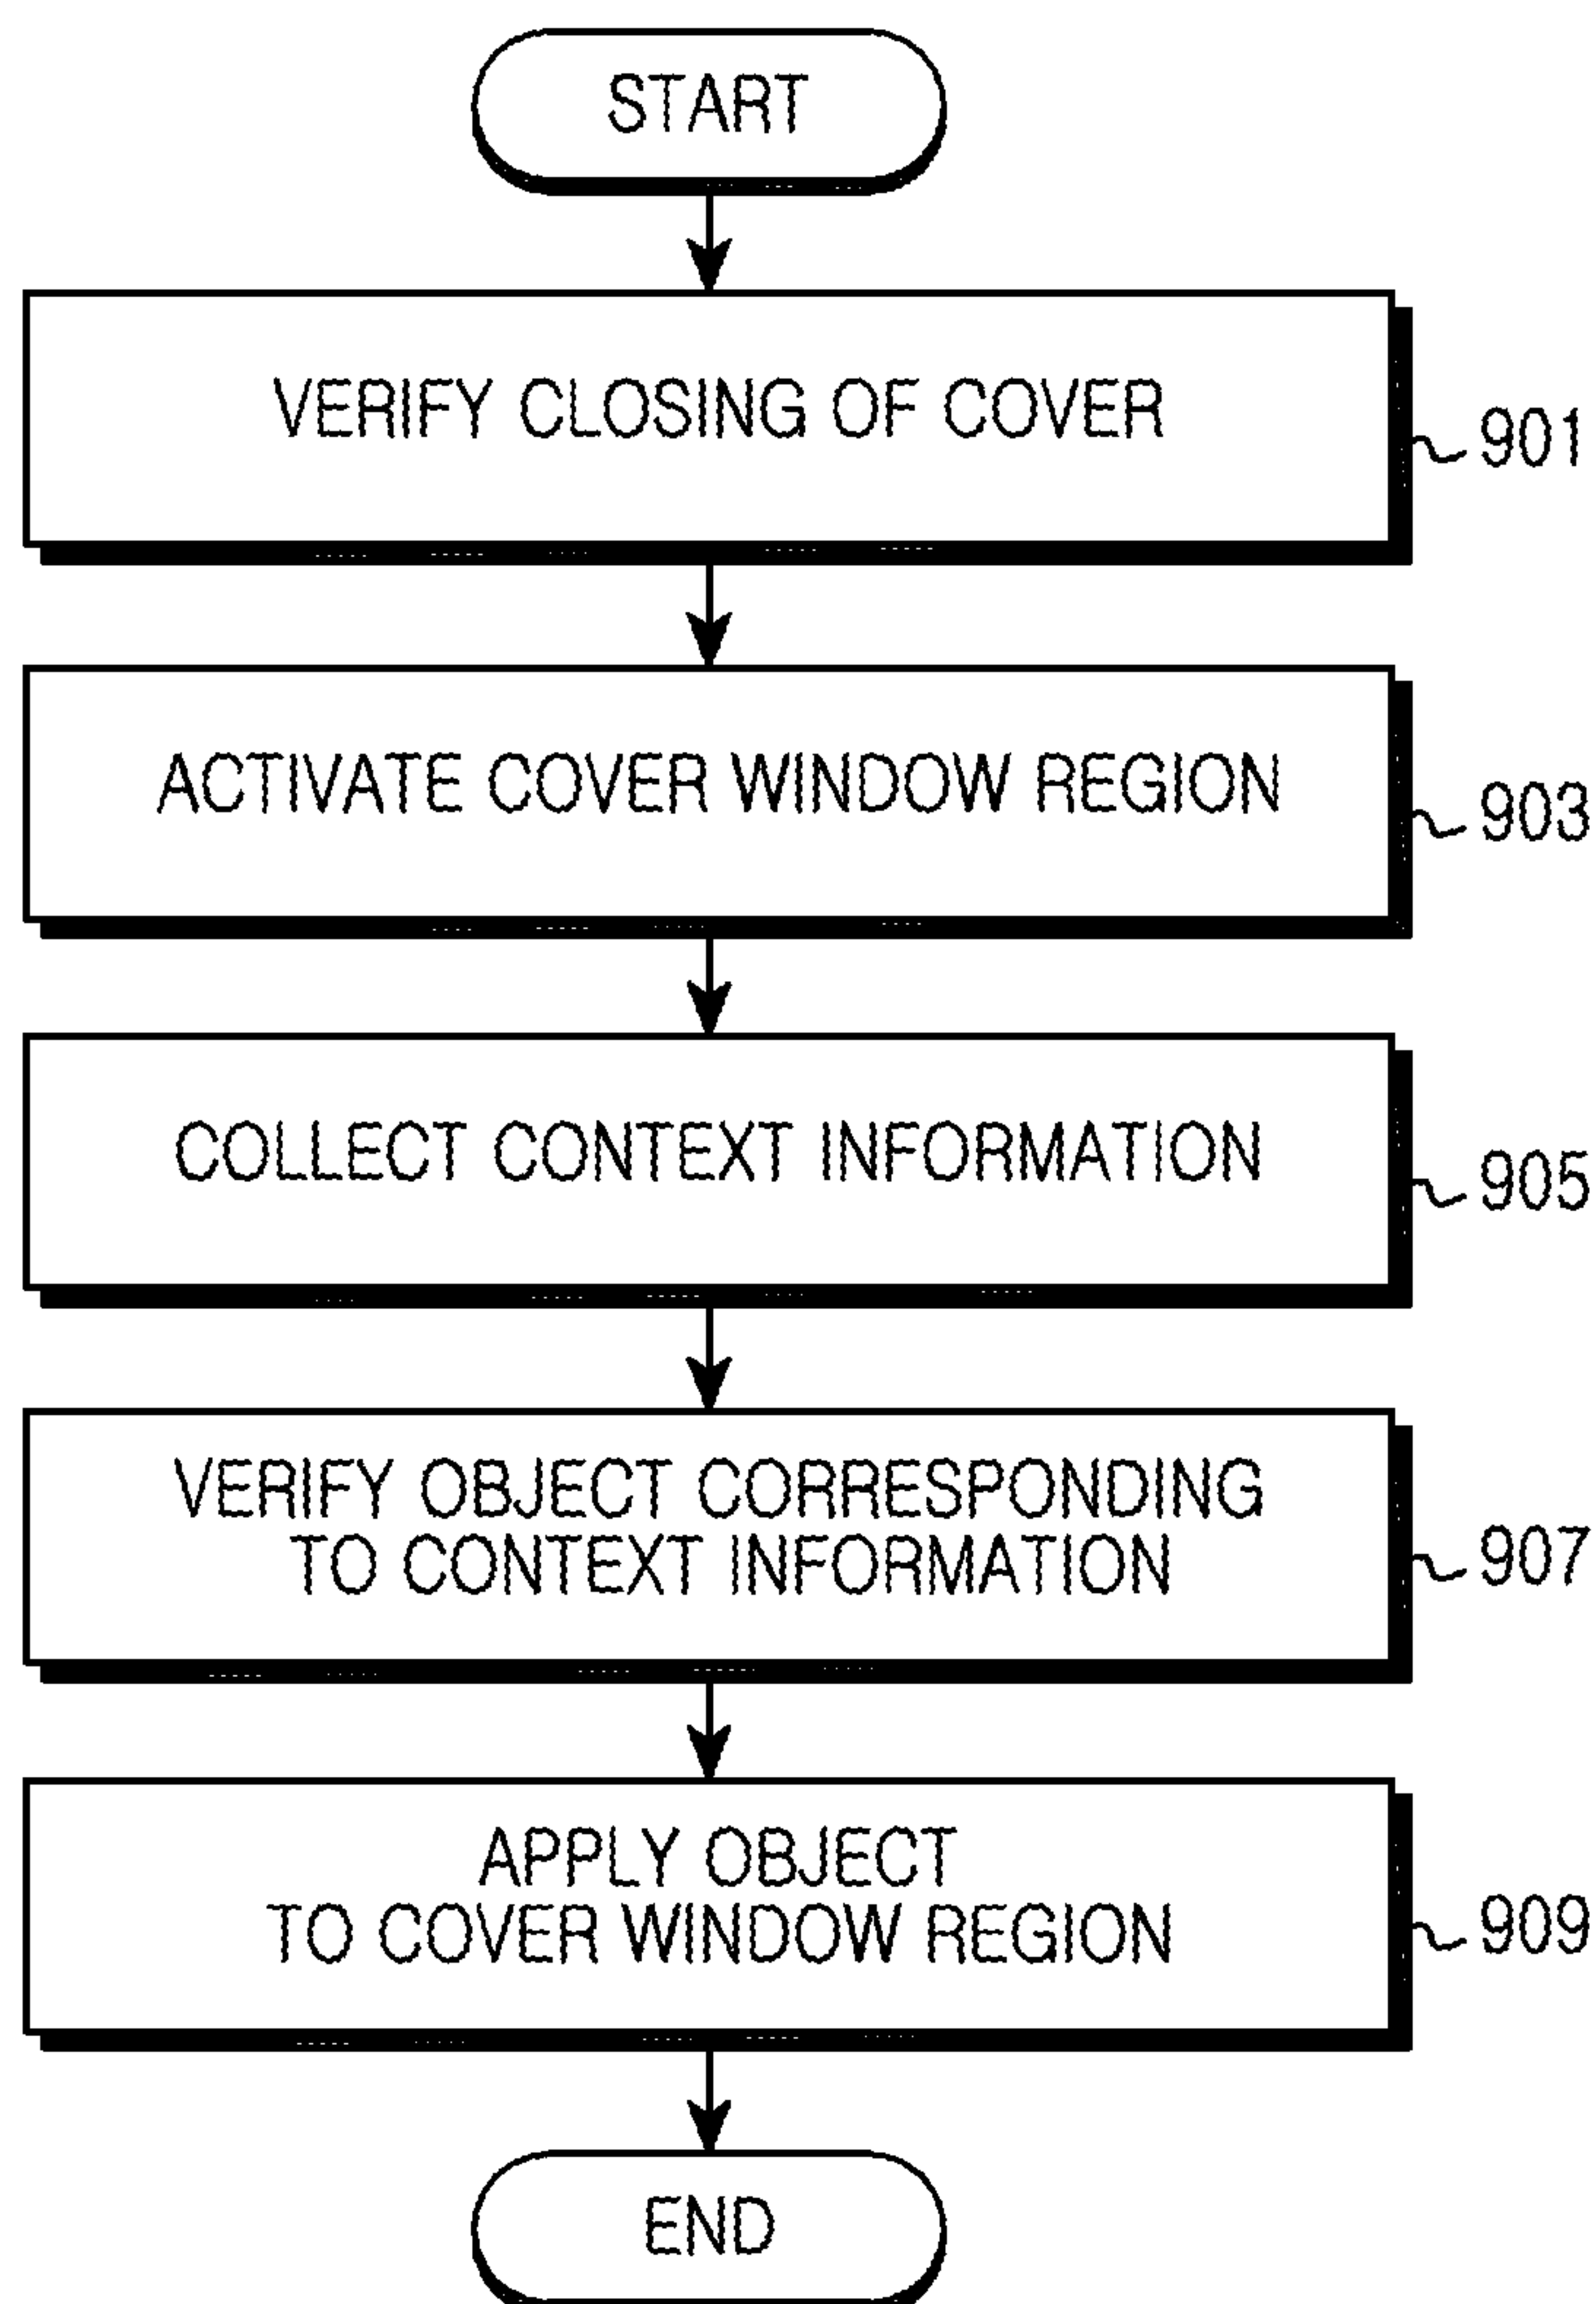 START
VERIFY CLOSING OF COVER
901
ACTIVATE COVER WINDOW REGION
903
COLLECT CONTEXT INFORMATION
905
VERIFY OBJECT CORRESPONDING
TO CONTEXT INFORMATION
907
APPLY OBJECT
TO COVER WINDOW REGION
909
END